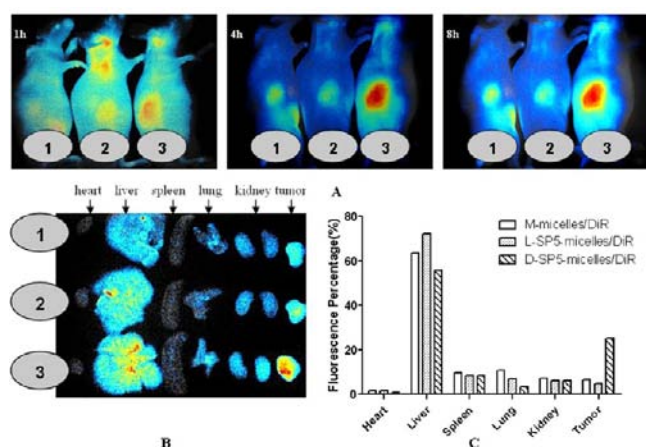 1h
4h
8h
1 2 3
1 2 3
1 2 3
A
heart liver spleen lung kidney tumor
1
2
3
B
Fluorescence Percentage(%)
80
60
40
20
0
M-micelles/DiR
L-SP5-micelles/DiR
D-SP5-micelles/DiR
Heart Liver Spleen Lung Kidney Tumor
C